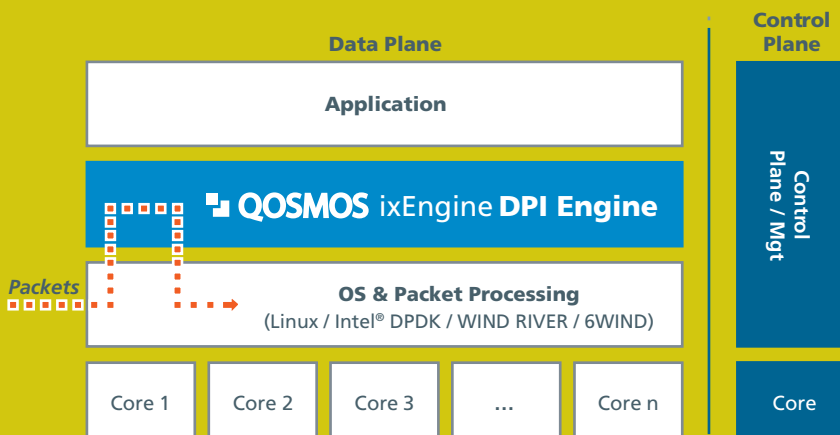 Data Plane
Control
Plane
Application
QOSMOS ixEngine DPI Engine
Control
Plane / Mgt
Packets
OS & Packet Processing
(Linux / Intel® DPDK / WIND RIVER / 6WIND)
Core 1
Core 2
Core 3
...
Core n
Core